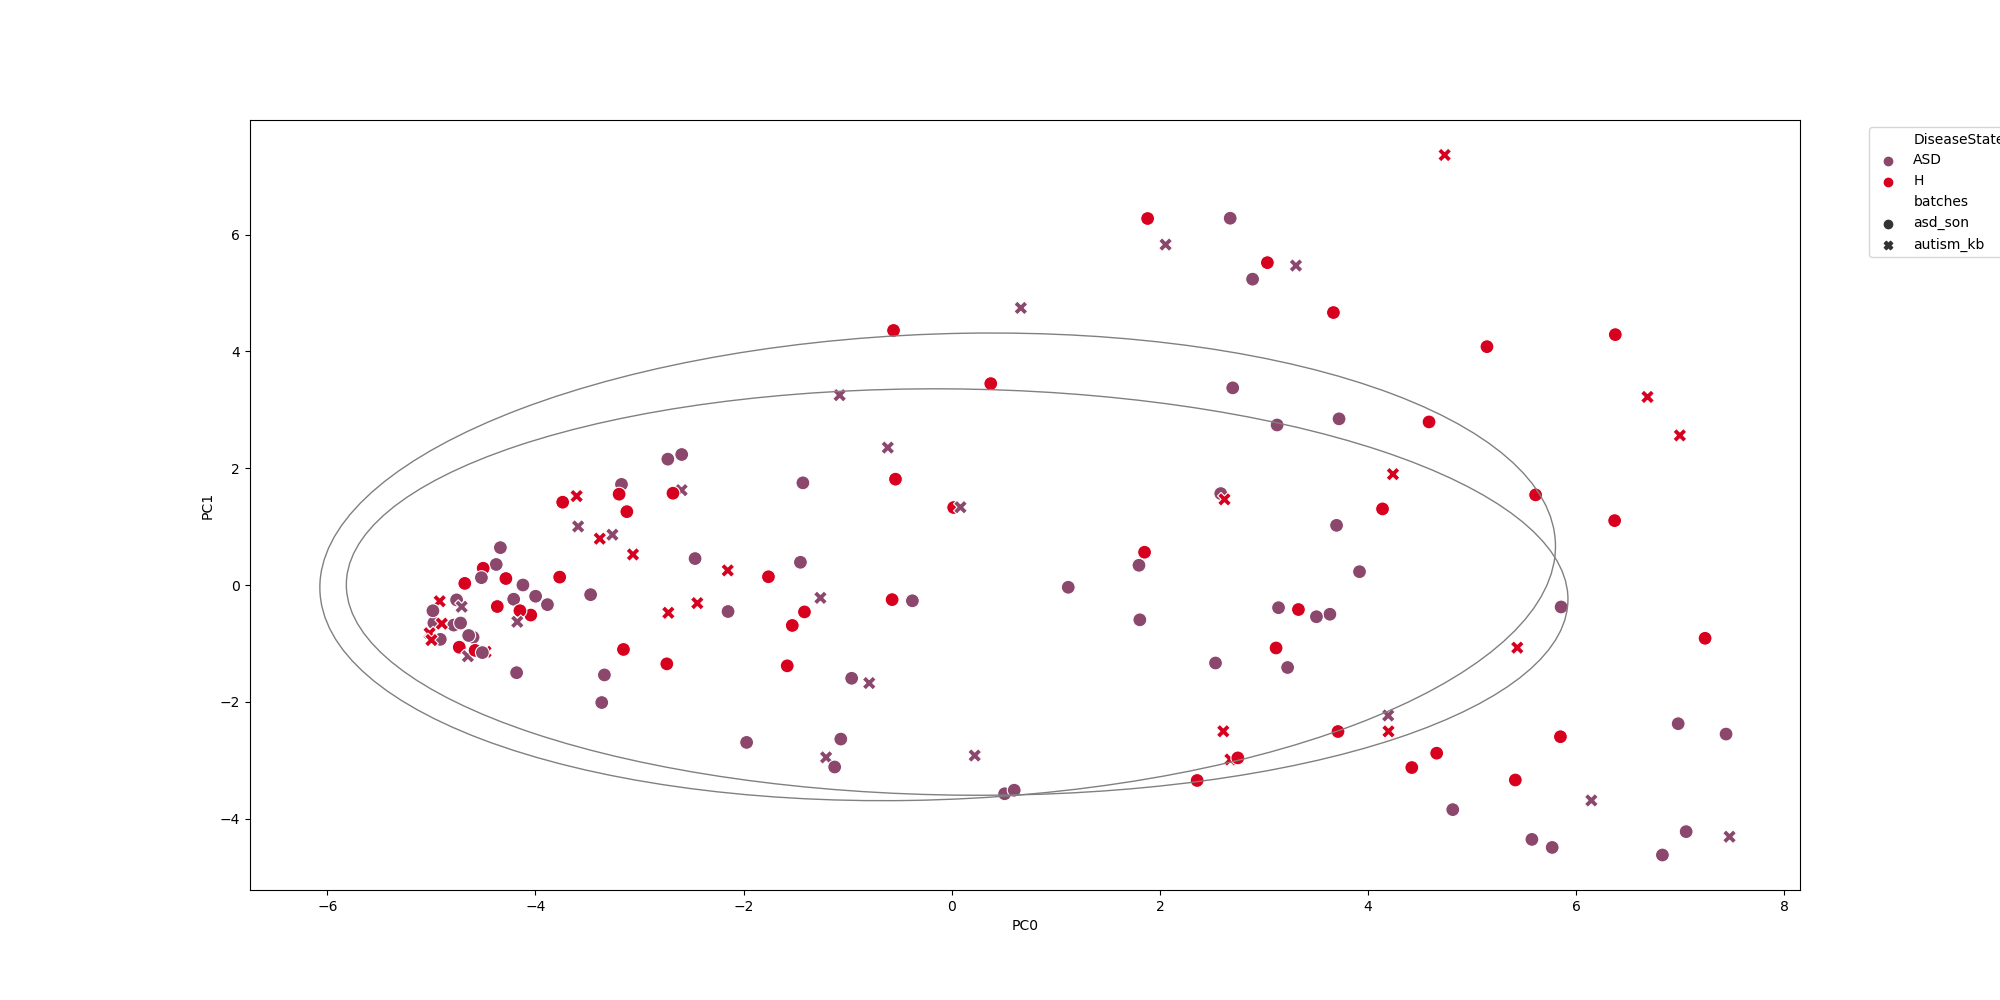 DiseaseState
ASD
H
batches
asd_son
autism_kb
PC1
6
4
2
0
−2
−4
−6
−4
−2
0
2
4
6
8
PC0